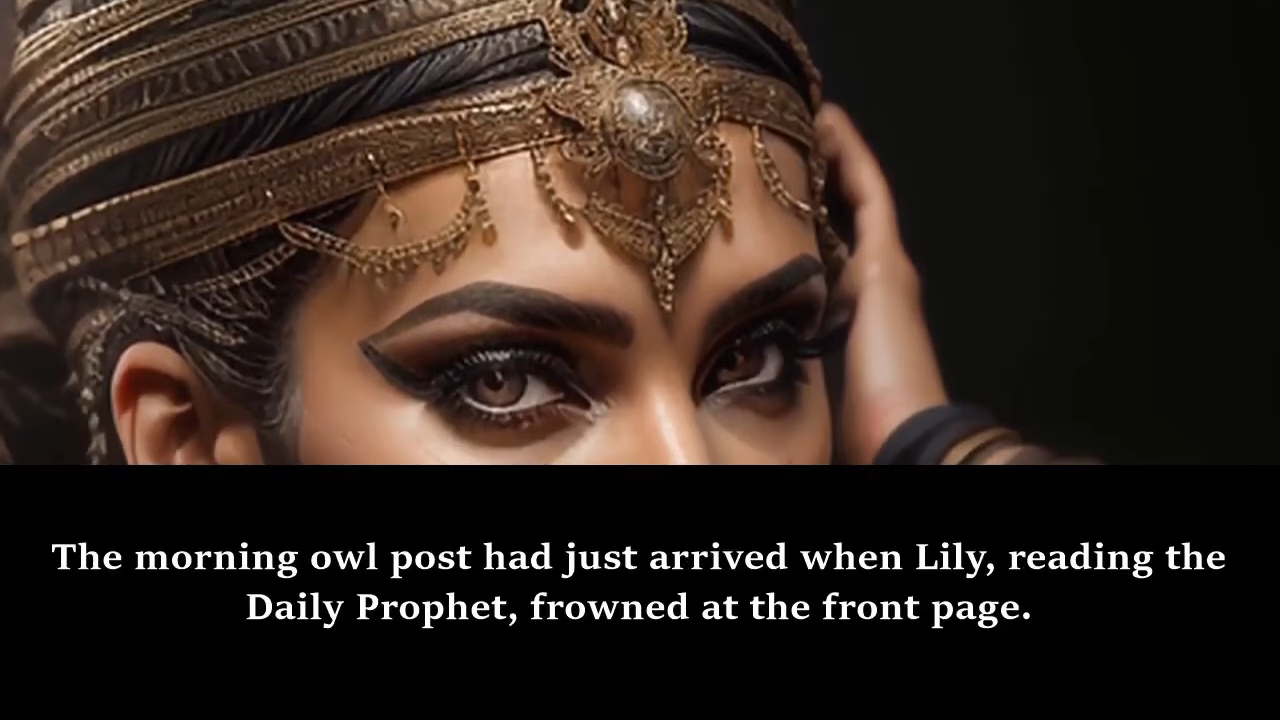 The morning owl post had just arrived when Lily, reading the
Daily Prophet, frowned at the front page.